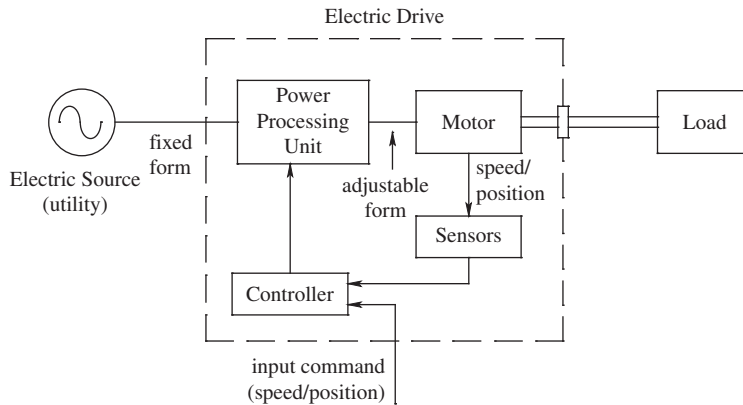 Electric Drive
Power
Processing
Unit
Motor
Load
fixed
form
adjustable
form
speed/
position
Electric Source
(utility)
Sensors
Controller
input command
(speed/position)